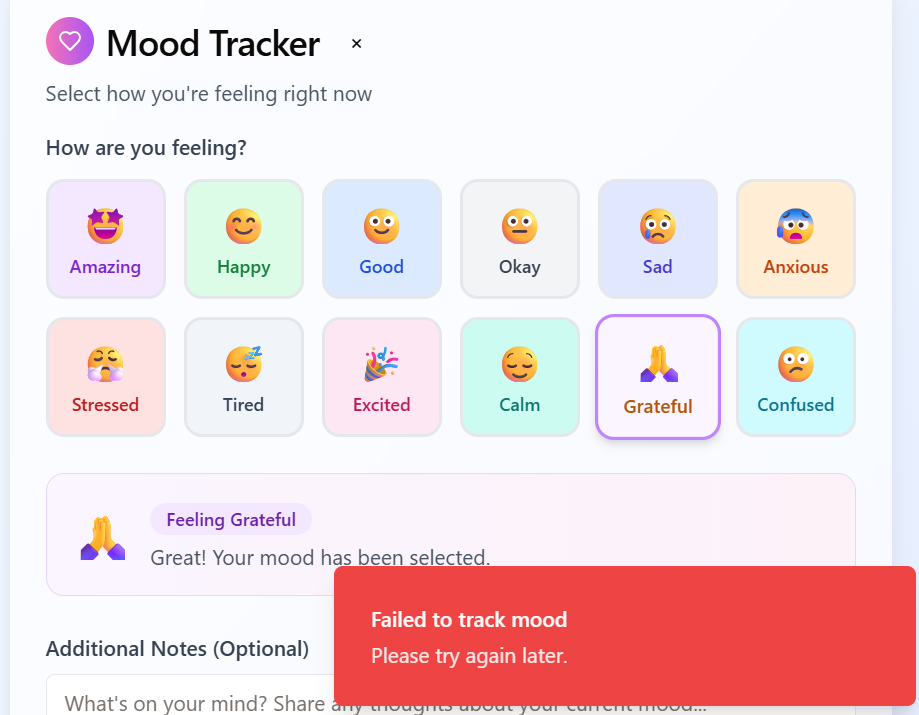 Mood Tracker ×
Select how you're feeling right now
How are you feeling?
Amazing Happy Good Okay Sad Anxious
Stressed Tired Excited Calm Grateful Confused
Feeling Grateful
Great! Your mood has been selected.
Failed to track mood
Please try again later.
Additional Notes (Optional)
What's on your mind? Share any thoughts about your current mood...